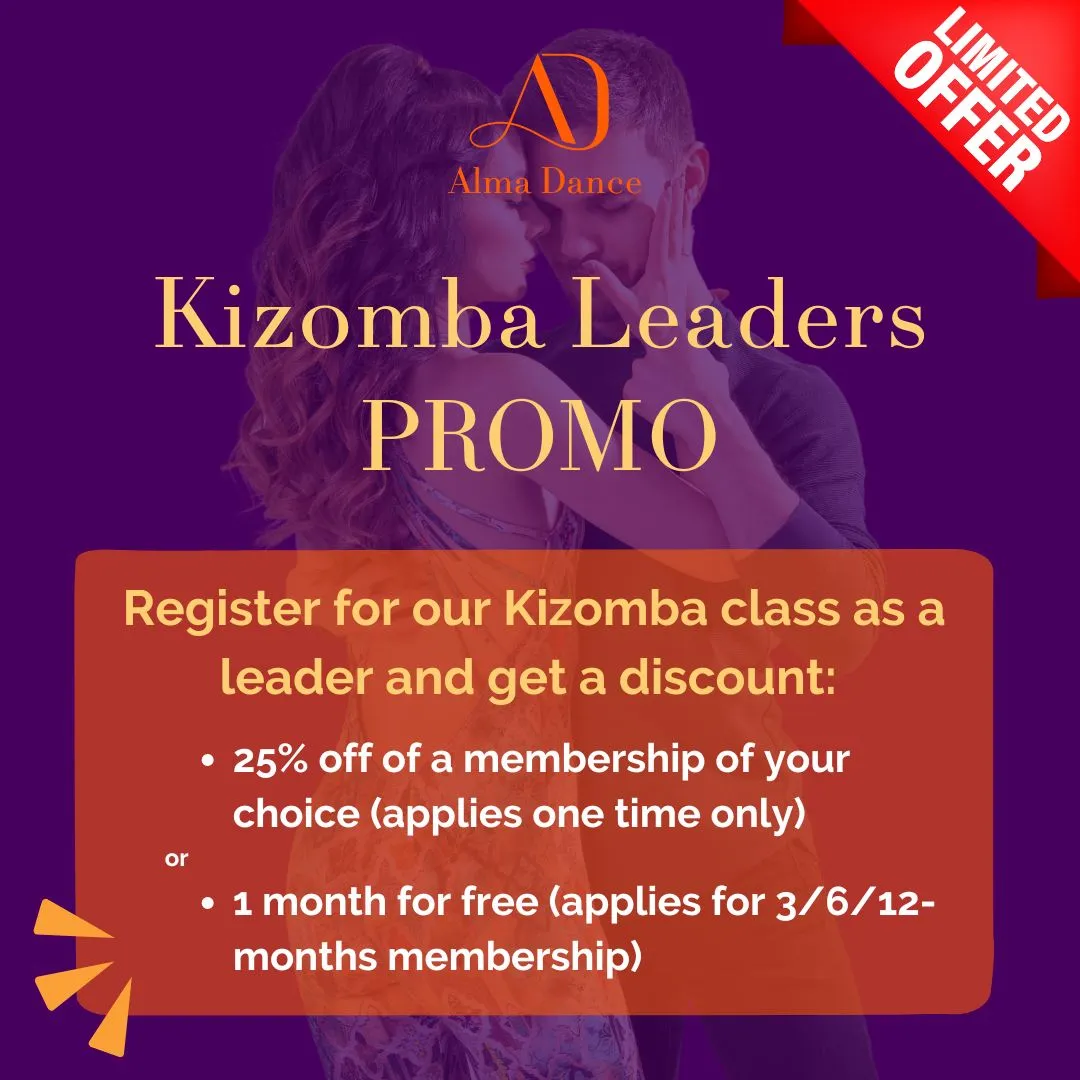 LIMITED
OFFER
Alma Dance
Kizomba Leaders
PROMO
Register for our Kizomba class as a
leader and get a discount:
• 25% off of a membership of your
choice (applies one time only)
or
• 1 month for free (applies for 3/6/12-
months membership)